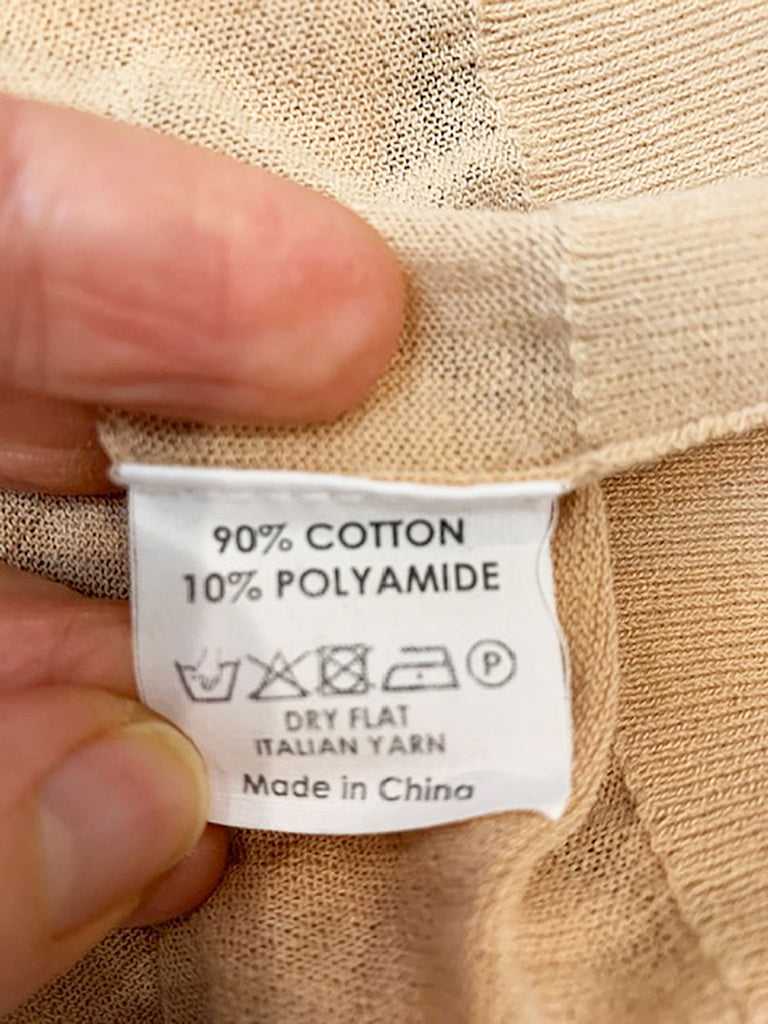 90% COTTON
10% POLYAMIDE
P
DRY FLAT
ITALIAN YARN
Made in China